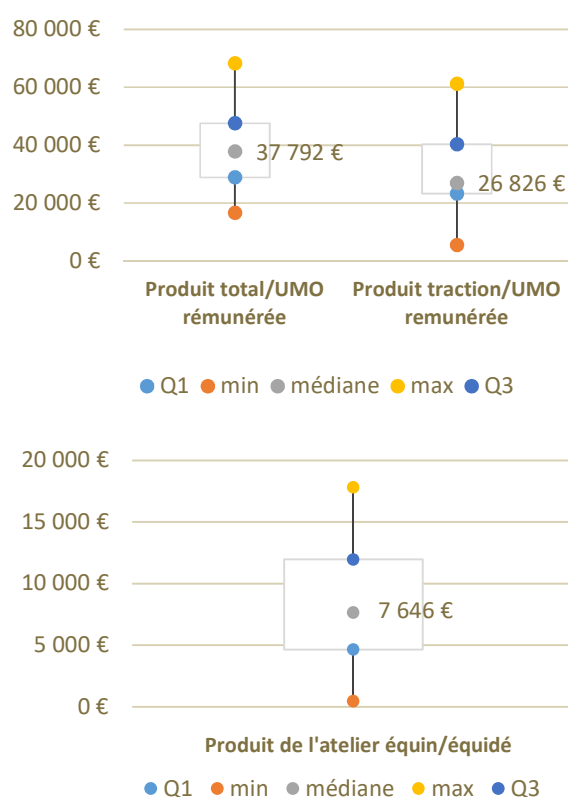 80 000 €
60 000 €
40 000 €
20 000 €
0 €
37 792 €
26 826 €
Produit total/UMO
rémunérée
Produit traction/UMO
remunérée
Q1 min médiane max Q3
20 000 €
15 000 €
10 000 €
5 000 €
0 €
7 646 €
Produit de l'atelier équin/équidé
Q1 min médiane max Q3